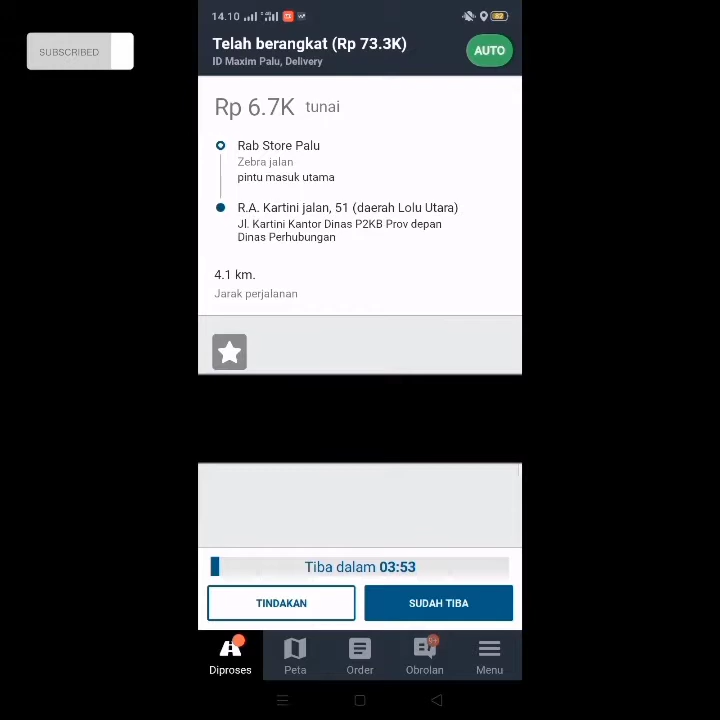 SUBSCRIBED
14.10
Telah berangkat (Rp 73.3K)
ID Maxim Palu, Delivery
AUTO
Rp 6.7K tunai
Rab Store Palu
Zebra jalan
pintu masuk utama
R.A. Kartini jalan, 51 (daerah Lolu Utara)
Jl. Kartini Kantor Dinas P2KB Prov depan
Dinas Perhubungan
4.1 km.
Jarak perjalanan
Tiba dalam 03:53
TINDAKAN
SUDAH TIBA
9+
Diproses
Peta
Order
Obrolan
Menu